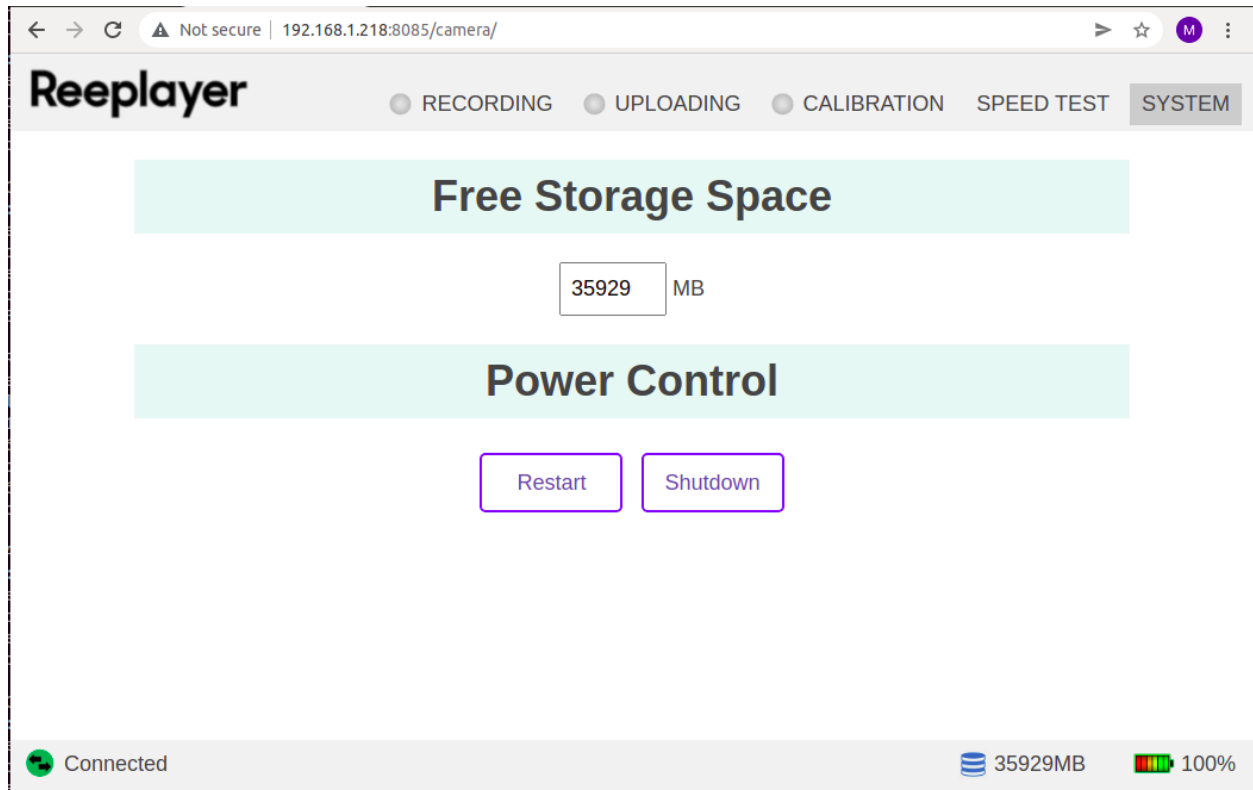 Not secure | 192.168.1.218:8085/camera/ M
Reeplayer RECORDING UPLOADING CALIBRATION SPEED TEST SYSTEM
Free Storage Space
35929 MB
Power Control
Restart Shutdown
Connected 35929MB 100%